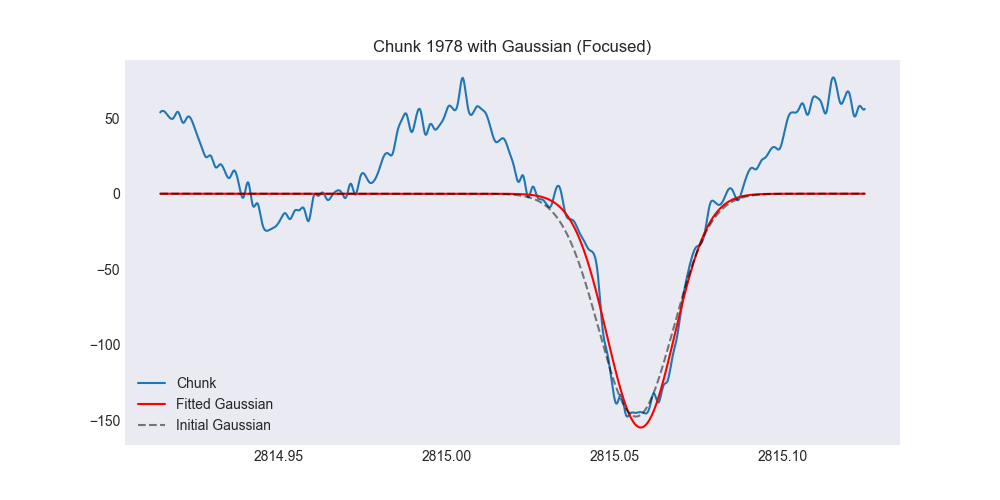 Chunk 1978 with Gaussian (Focused)
50
0
−50
−100
−150
Chunk
Fitted Gaussian
Initial Gaussian
2814.95 2815.00 2815.05 2815.10